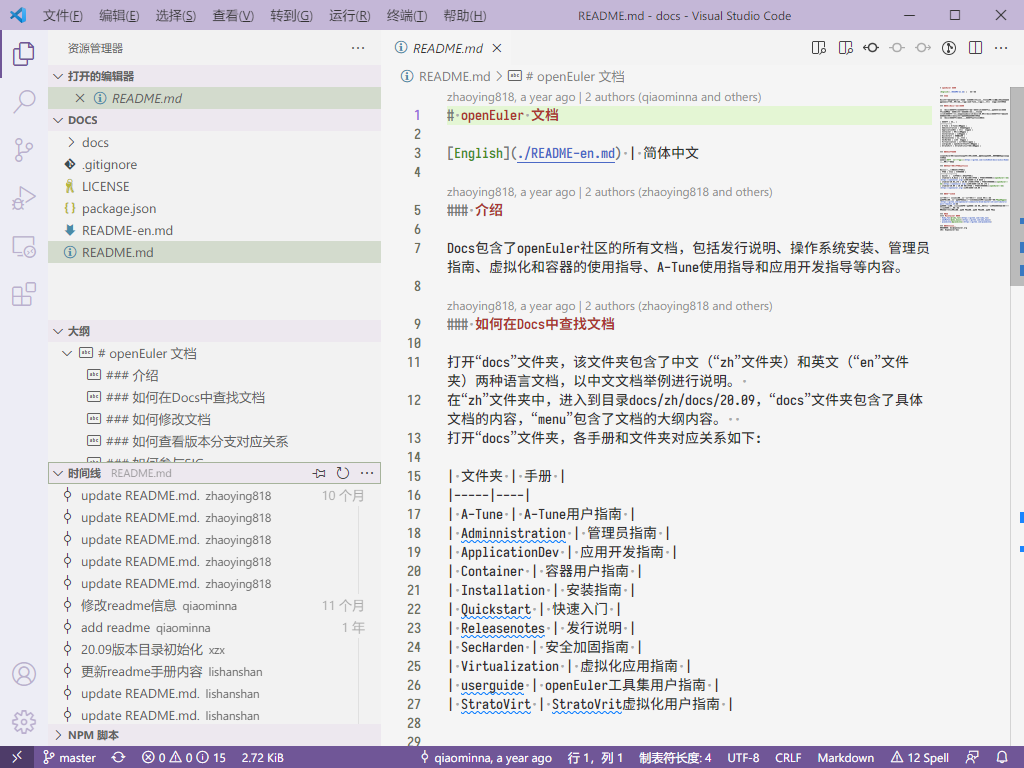 文件(F) 编辑(E) 选择(S) 查看(V) 转到(G) 运行(R) 终端(T) 帮助(H) README.md - docs - Visual Studio Code
资源管理器
打开的编辑器
README.md
DOCS
docs
.gitignore
LICENSE
package.json
README-en.md
README.md
大纲
# openEuler 文档
### 介绍
### 如何在Docs中查找文档
### 如何修改文档
### 如何查看版本分支对应关系
### 如何参与SIG
时间线 README.md
update README.md. zhaoying818 10 个月
update README.md. zhaoying818
update README.md. zhaoying818
update README.md. zhaoying818
update README.md. zhaoying818
修改readme信息 qiaominna 11 个月
add readme qiaominna 1 年
20.09版本目录初始化 xzx
更新readme手册内容 lishanshan
update README.md. lishanshan
update README.md. lishanshan
NPM 脚本
README.md
README.md > # openEuler 文档
zhaoying818, a year ago | 2 authors (qiaominna and others)
1 # openEuler 文档
2
3 [English](./README-en.md) | 简体中文
4
zhaoying818, a year ago | 2 authors (zhaoying818 and others)
5 ### 介绍
6
7 Docs包含了openEuler社区的所有文档，包括发行说明、操作系统安装、管理员
指南、虚拟化和容器的使用指导、A-Tune使用指导和应用开发指导等内容。
8
zhaoying818, a year ago | 2 authors (zhaoying818 and others)
9 ### 如何在Docs中查找文档
10
11 打开“docs”文件夹，该文件夹包含了中文（“zh”文件夹）和英文（“en”文件
夹）两种语言文档，以中文文档举例进行说明。
12 在“zh”文件夹中，进入到目录docs/zh/docs/20.09，“docs”文件夹包含了具体
文档的内容，“menu”包含了文档的大纲内容。
13 打开“docs”文件夹，各手册和文件夹对应关系如下：
14
15 | 文件夹 | 手册 |
16 |-----|----|
17 | A-Tune | A-Tune用户指南 |
18 | Adminnistration | 管理员指南 |
19 | ApplicationDev | 应用开发指南 |
20 | Container | 容器用户指南 |
21 | Installation | 安装指南 |
22 | Quickstart | 快速入门 |
23 | Releasenotes | 发行说明 |
24 | SecHarden | 安全加固指南 |
25 | Virtualization | 虚拟化应用指南 |
26 | userguide | openEuler工具集用户指南 |
27 | StratoVirt | StratoVrit虚拟化用户指南 |
28
29
master 0 0 15 2.72 KiB qiaominna, a year ago 行 1，列 1 制表符长度: 4 UTF-8 CRLF Markdown 12 Spell